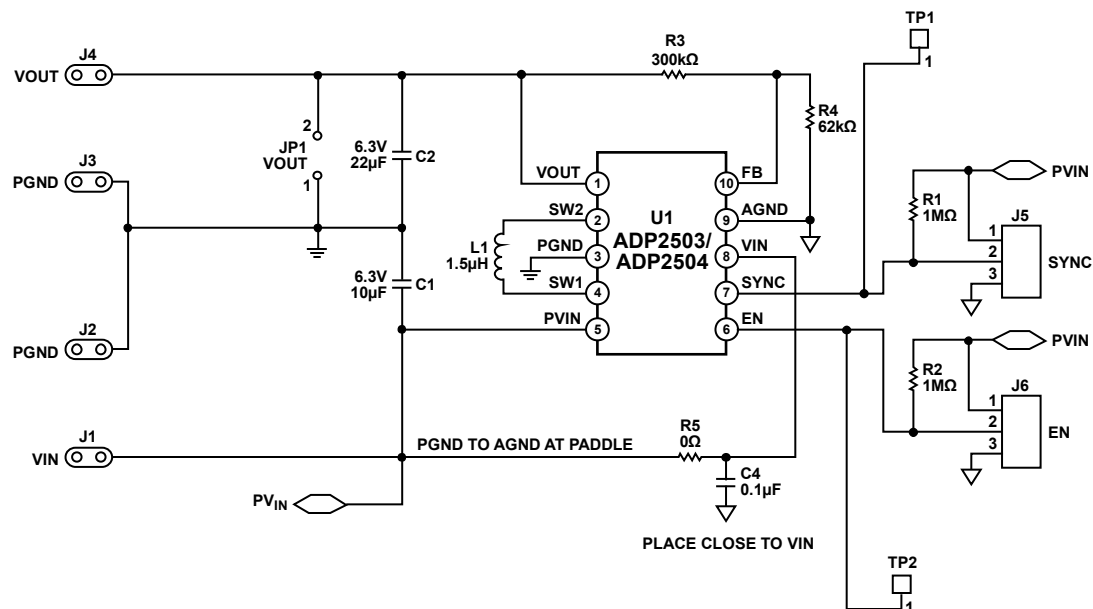 TP1
1
J4
VOUT
R3
300kΩ
R4
62kΩ
2
JP1
VOUT
1
6.3V
22µF
C2
J3
PGND
VOUT
1
10
FB
SW2
2
9
AGND
U1
ADP2503/
ADP2504
L1
1.5µH
PGND
3
8
VIN
SW1
4
7
SYNC
PVIN
5
6
EN
6.3V
10µF
C1
PVIN
R1
1MΩ
J5
1
2
3
SYNC
J2
PGND
PVIN
R2
1MΩ
J6
1
2
3
EN
J1
VIN
PGND TO AGND AT PADDLE
R5
0Ω
C4
0.1µF
PVIN
PLACE CLOSE TO VIN
TP2
1